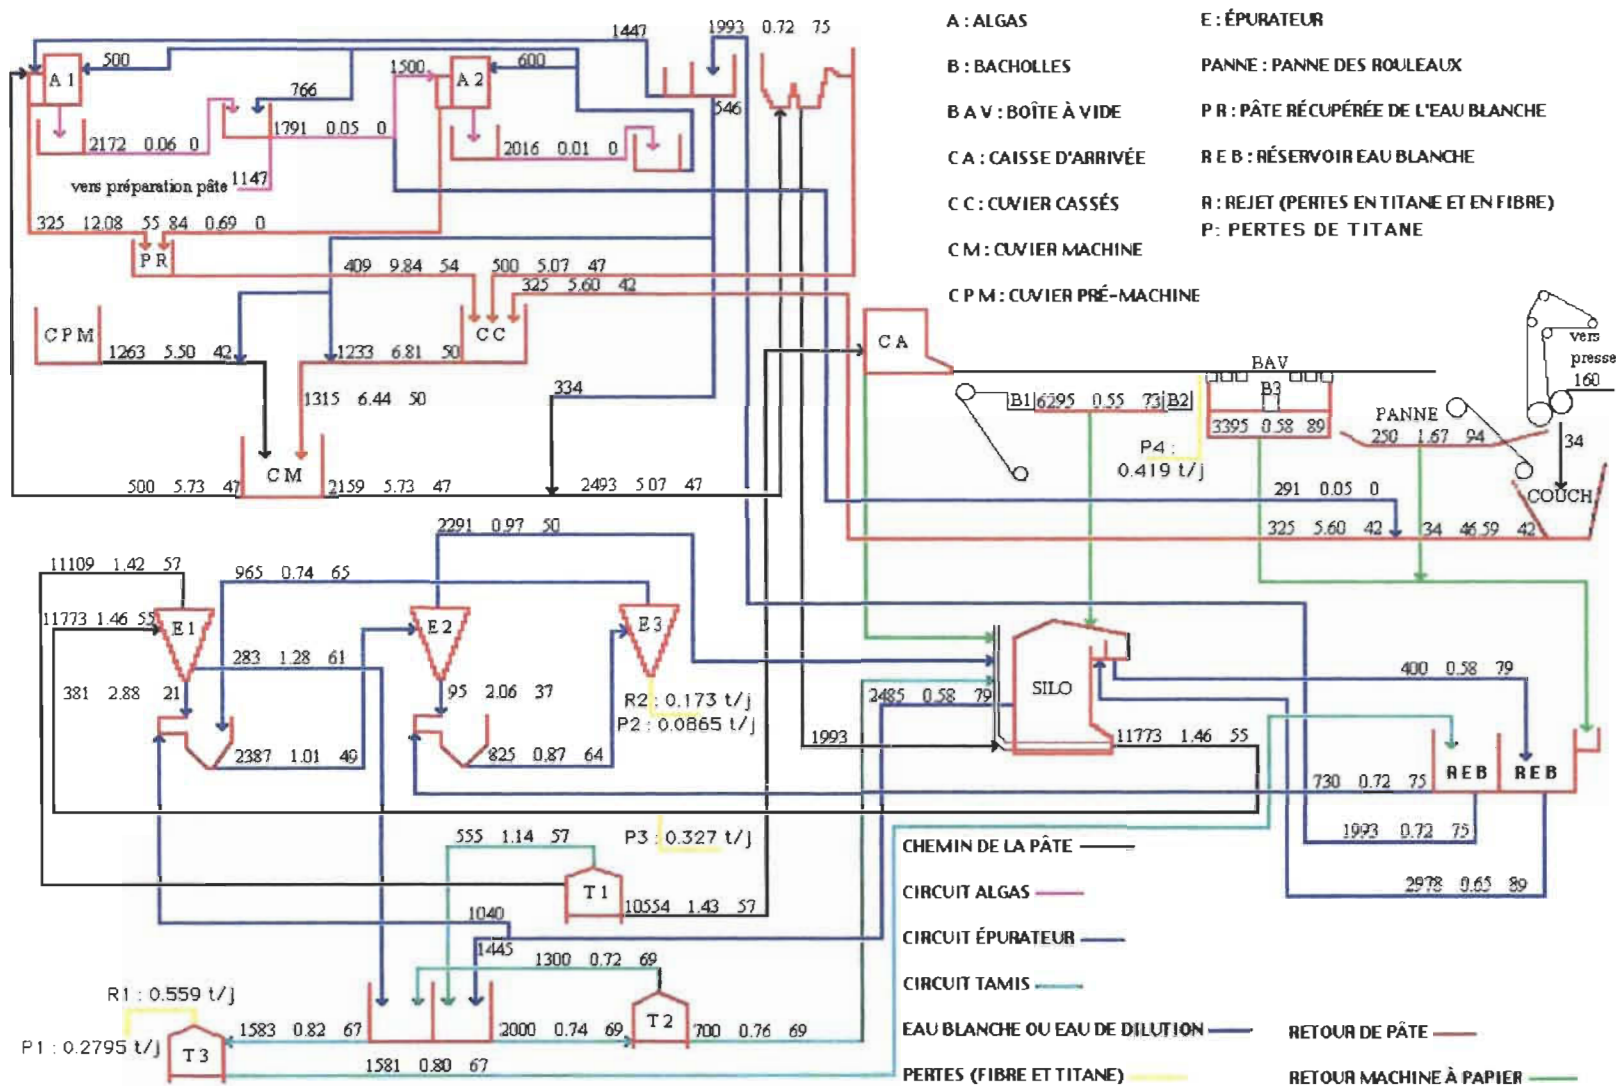 1447
1993 0.72 75
A : ALGAS
E : ÉPURATEUR
500
1500
600
A 1
A 2
B : BACHOLLES
PANNE : PANNE DES ROULEAUX
766
546
B A V : BOÎTE À VIDE
P R : PÂTE RÉCUPÉRÉE DE L'EAU BLANCHE
1791 0.05 0
2172 0.06 0
2016 0.01 0
C A : CAISSE D'ARRIVÉE
R E B : RÉSERVOIR EAU BLANCHE
vers préparation pâte 1147
C C : CUVIER CASSÉS
R : REJET (PERTES EN TITANE ET EN FIBRE)
325 12.08 55
84 0.69 0
P: PERTES DE TITANE
C M : CUVIER MACHINE
P R
409 9.84 54
500 5.07 47
325 5.60 42
C P M : CUVIER PRÉ-MACHINE
C P M
C C
C A
vers
presse
1263 5.50 42
1233 6.81 50
BAV
160
334
B3
1315 6.44 50
B1
6295 0.55 73
B2
PANNE
3395 0.58 89
250 1.67 94
34
P4 :
0.419 t/j
C M
500 5.73 47
2159 5.73 47
2493 5.07 47
291 0.05 0
COUCH
2291 0.97 50
325 5.60 42
34 46.59 42
11109 1.42 57
965 0.74 65
11773 1.46 55
E 1
E 2
E 3
283 1.28 61
400 0.58 79
381 2.88 21
95 2.06 37
R2 : 0.173 t/j
2485 0.58 79
SILO
P2 : 0.0865 t/j
1993
11773 1.46 55
2387 1.01 49
825 0.87 64
R E B
R E B
730 0.72 75
P3 : 0.327 t/j
555 1.14 57
1993 0.72 75
CHEMIN DE LA PÂTE
T 1
2978 0.65 89
CIRCUIT ALGAS
10554 1.43 57
1040
CIRCUIT ÉPURATEUR
1445
1300 0.72 69
CIRCUIT TAMIS
R1 : 0.559 t/j
T 2
1583 0.82 67
2000 0.74 69
700 0.76 69
EAU BLANCHE OU EAU DE DILUTION
RETOUR DE PÂTE
P1 : 0.2795 t/j
T 3
1581 0.80 67
PERTES (FIBRE ET TITANE)
RETOUR MACHINE À PAPIER